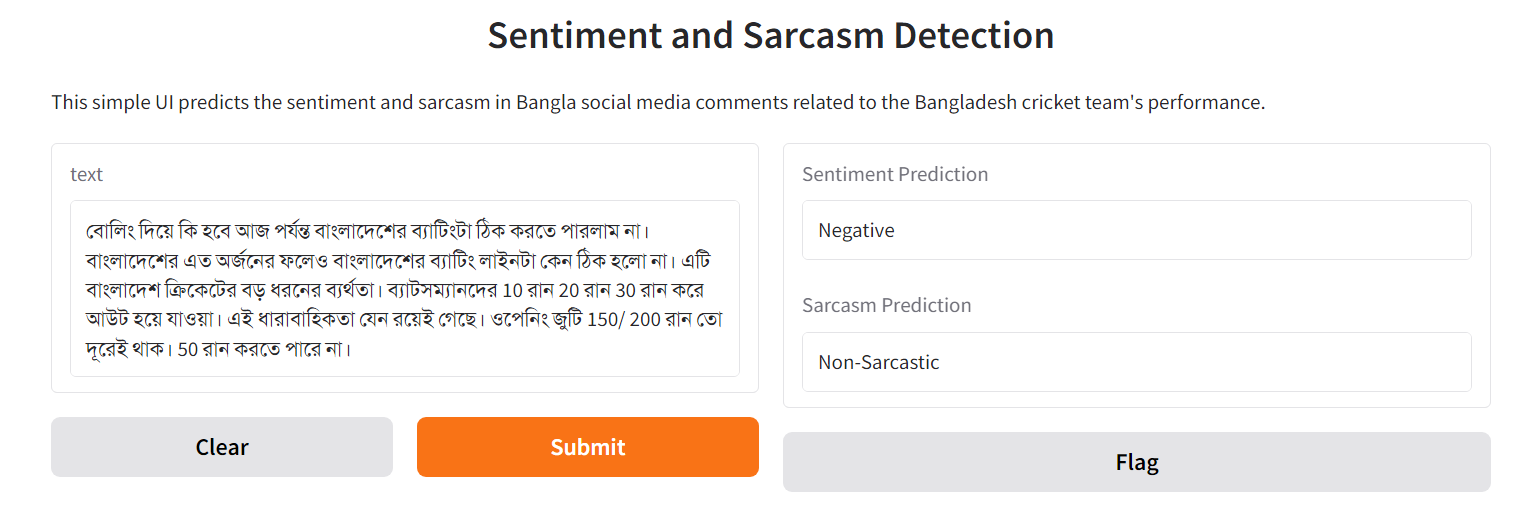 Sentiment and Sarcasm Detection
This simple UI predicts the sentiment and sarcasm in Bangla social media comments related to the Bangladesh cricket team's performance.
text
বোলিং দিয়ে কি হবে আজ পর্যন্ত বাংলাদেশের ব্যাটিংটা ঠিক করতে পারলাম না।
বাংলাদেশের এত অর্জনের ফলেও বাংলাদেশের ব্যাটিং লাইনটা কেন ঠিক হলো না। এটি
বাংলাদেশ ক্রিকেটের বড় ধরনের ব্যর্থতা। ব্যাটসম্যানদের 10 রান 20 রান 30 রান করে
আউট হয়ে যাওয়া। এই ধারাবাহিকতা যেন রয়েই গেছে। ওপেনিং জুটি 150/ 200 রান তো
দূরেই থাক। 50 রান করতে পারে না।
Clear
Submit
Sentiment Prediction
Negative
Sarcasm Prediction
Non-Sarcastic
Flag